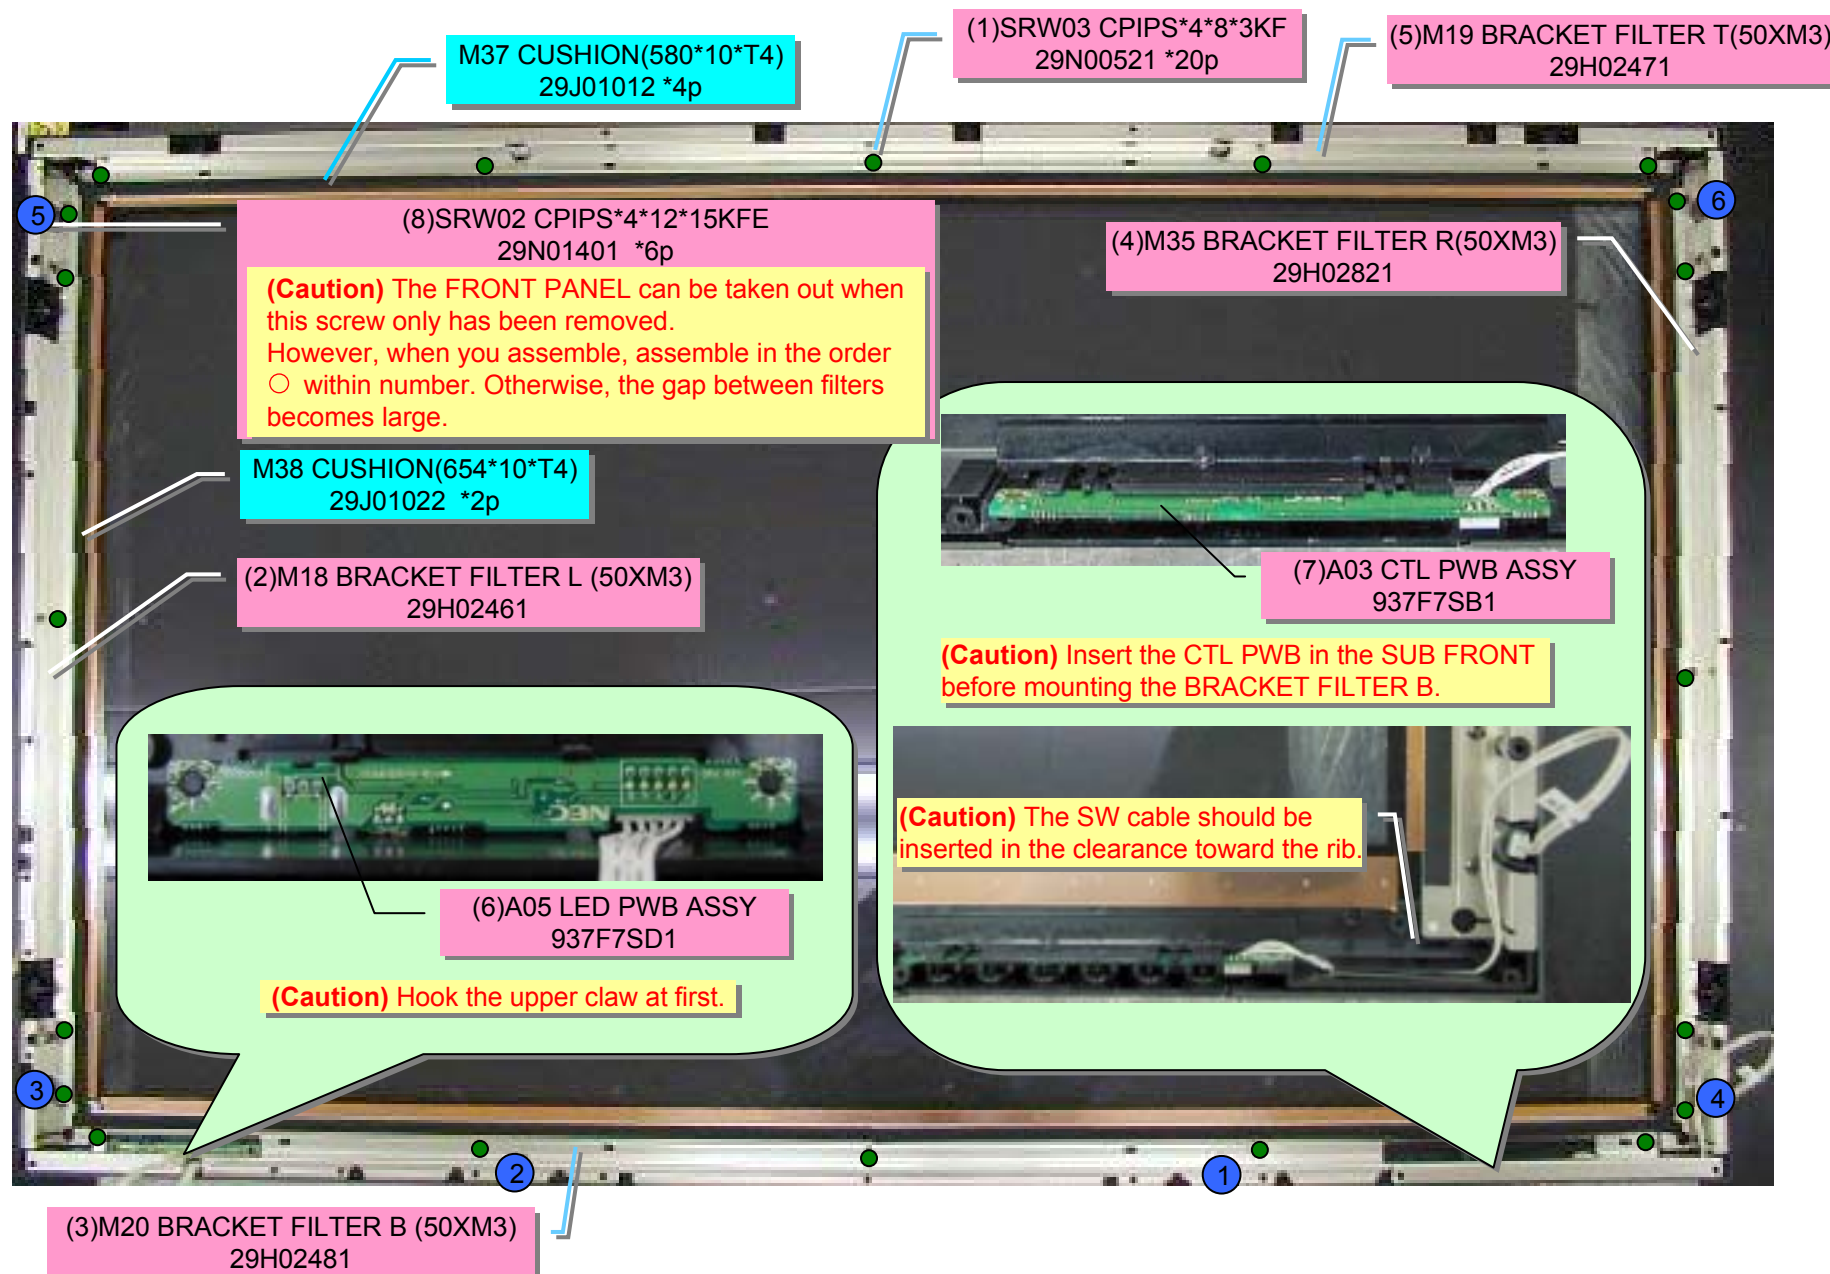 (1)SRW03 CPIPS*4*8*3KF
29N00521 *20p
(5)M19 BRACKET FILTER T(50XM3)
29H02471
M37 CUSHION(580*10*T4)
29J01012 *4p
5
6
(8)SRW02 CPIPS*4*12*15KFE
29N01401 *6p
(Caution) The FRONT PANEL can be taken out when
this screw only has been removed.
However, when you assemble, assemble in the order
○ within number. Otherwise, the gap between filters
becomes large.
(4)M35 BRACKET FILTER R(50XM3)
29H02821
M38 CUSHION(654*10*T4)
29J01022 *2p
(2)M18 BRACKET FILTER L (50XM3)
29H02461
(7)A03 CTL PWB ASSY
937F7SB1
(Caution) Insert the CTL PWB in the SUB FRONT
before mounting the BRACKET FILTER B.
(Caution) The SW cable should be
inserted in the clearance toward the rib.
NEC
(6)A05 LED PWB ASSY
937F7SD1
(Caution) Hook the upper claw at first.
3
4
2
1
(3)M20 BRACKET FILTER B (50XM3)
29H02481